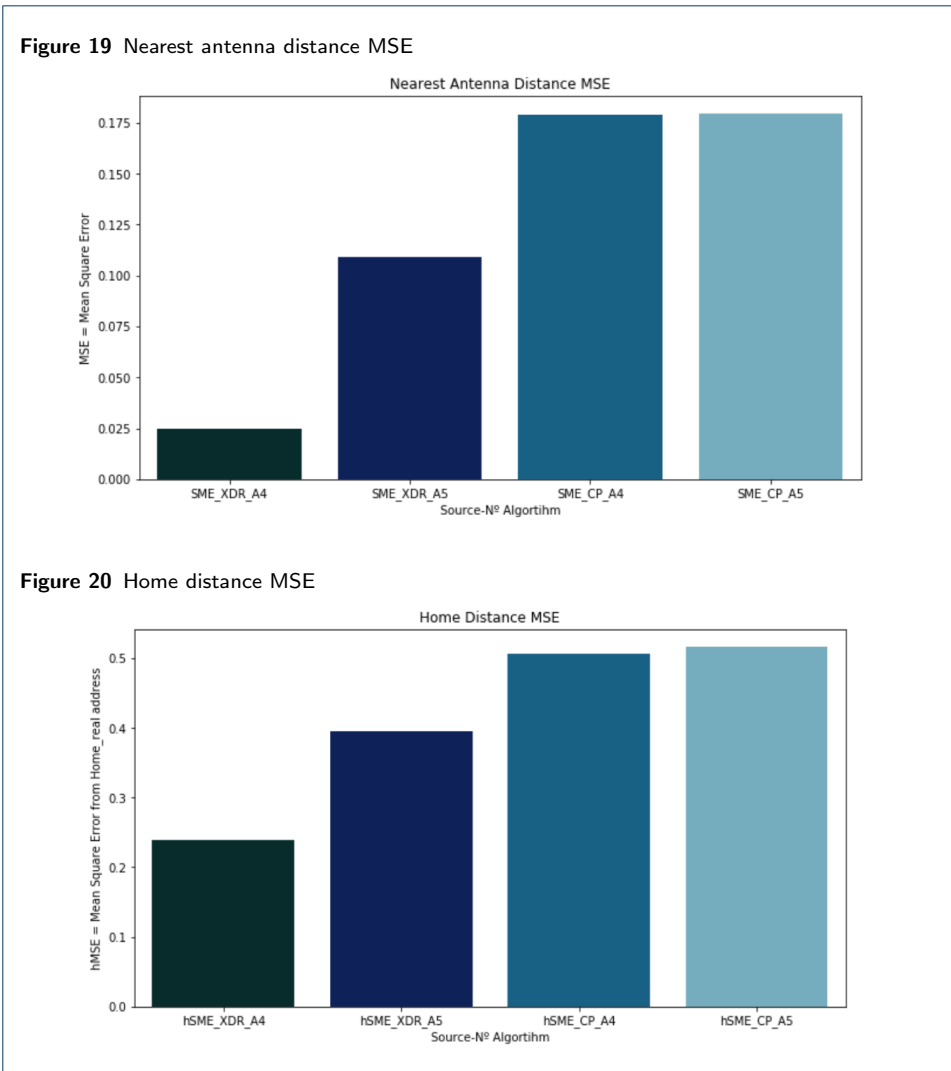 Figure 19 Nearest antenna distance MSE
Nearest Antenna Distance MSE
MSE = Mean Square Error
0.175
0.150
0.125
0.100
0.075
0.050
0.025
0.000
SME_XDR_A4 SME_XDR_A5 SME_CP_A4 SME_CP_A5
Source-Nº Algortihm
Figure 20 Home distance MSE
Home Distance MSE
hMSE = Mean Square Error from Home_real address
0.5
0.4
0.3
0.2
0.1
0.0
hSME_XDR_A4 hSME_XDR_A5 hSME_CP_A4 hSME_CP_A5
Source-Nº Algortihm